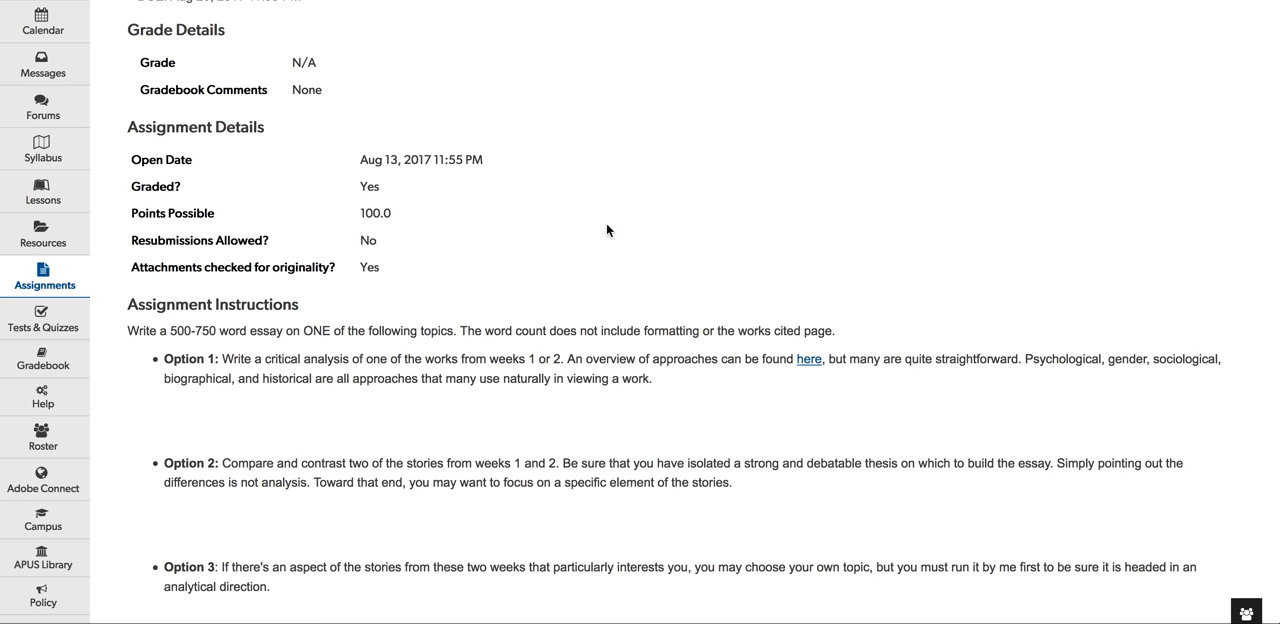 Calendar
Messages
Forums
Syllabus
Lessons
Resources
Assignments
Tests & Quizzes
Gradebook
Help
Roster
Adobe Connect
Campus
APUS Library
Policy
Grade Details
Grade N/A
Gradebook Comments None
Assignment Details
Open Date Aug 13, 2017 11:55 PM
Graded? Yes
Points Possible 100.0
Resubmissions Allowed? No
Attachments checked for originality? Yes
Assignment Instructions
Write a 500-750 word essay on ONE of the following topics. The word count does not include formatting or the works cited page.
• Option 1: Write a critical analysis of one of the works from weeks 1 or 2. An overview of approaches can be found here, but many are quite straightforward. Psychological, gender, sociological,
biographical, and historical are all approaches that many use naturally in viewing a work.
• Option 2: Compare and contrast two of the stories from weeks 1 and 2. Be sure that you have isolated a strong and debatable thesis on which to build the essay. Simply pointing out the
differences is not analysis. Toward that end, you may want to focus on a specific element of the stories.
• Option 3: If there's an aspect of the stories from these two weeks that particularly interests you, you may choose your own topic, but you must run it by me first to be sure it is headed in an
analytical direction.